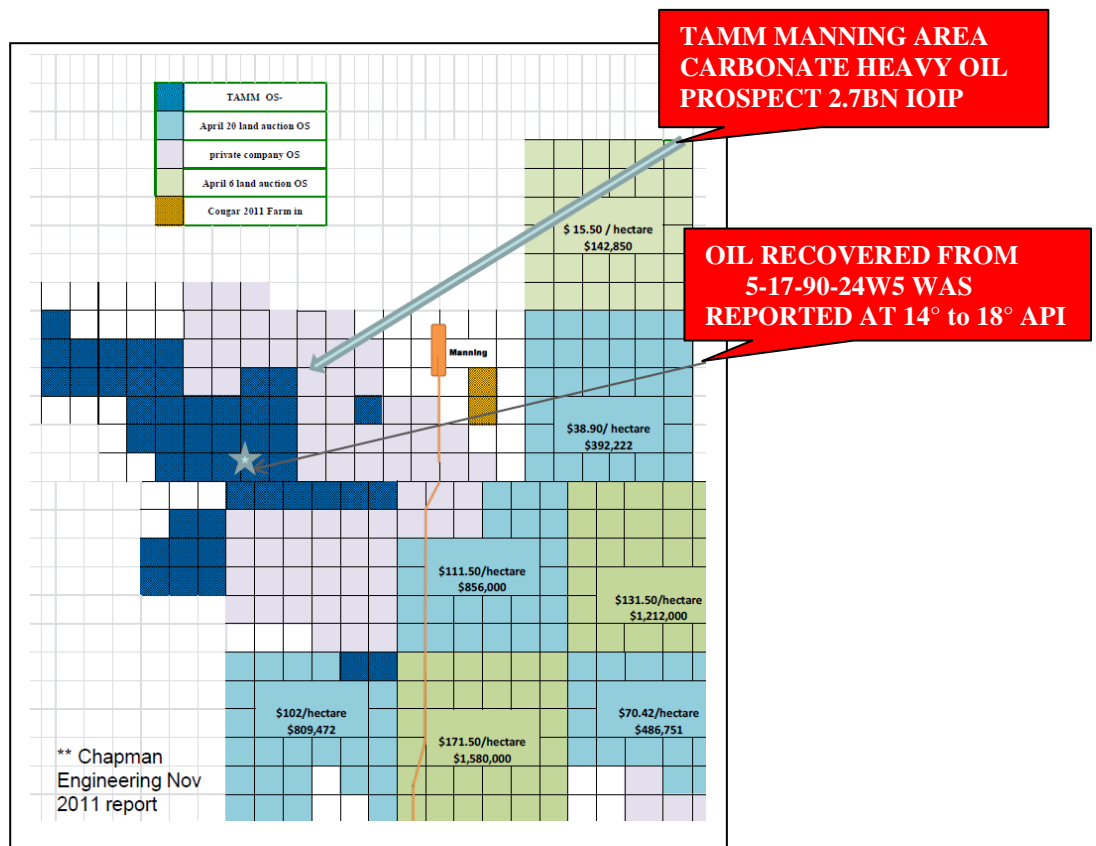 TAMM MANNING AREA
CARBONATE HEAVY OIL
PROSPECT 2.7BN IOIP
TAMM OS-
April 20 land auction OS
private company OS
April 6 land auction OS
Cougar 2011 Farm in
$ 15.50 / hectare
$142,850
OIL RECOVERED FROM
5-17-90-24W5 WAS
REPORTED AT 14° to 18° API
Manning
$38.90/ hectare
$392,222
$111.50/hectare
$856,000
$131.50/hectare
$1,212,000
$102/hectare
$809,472
$70.42/hectare
$486,751
$171.50/hectare
$1,580,000
** Chapman
Engineering Nov
2011 report